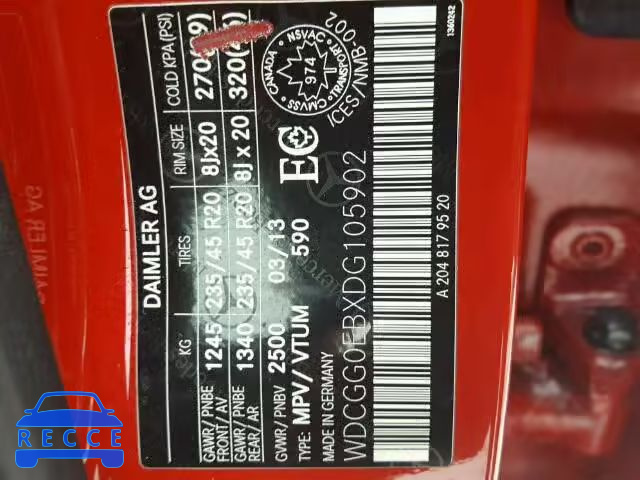 DAIMLER AG
KG TIRES RIM SIZE COLD KPA (PSI)
GAWR / PNBE FRONT / AV 1245 235/45 R20 8Jx20
GAWR / PNBE REAR / AR 1340 235/45 R20 8J x 20
GVWR / PNBV 2500 03/13
TYPE: MPV/VTUM 590 EC
MADE IN GERMANY
WDCGG0EBXDG105902
A 204 817 95 20
CANADA NSVAC TRANSPORT CMVSS
974
ICES/NMB-002
1360242
RECCE